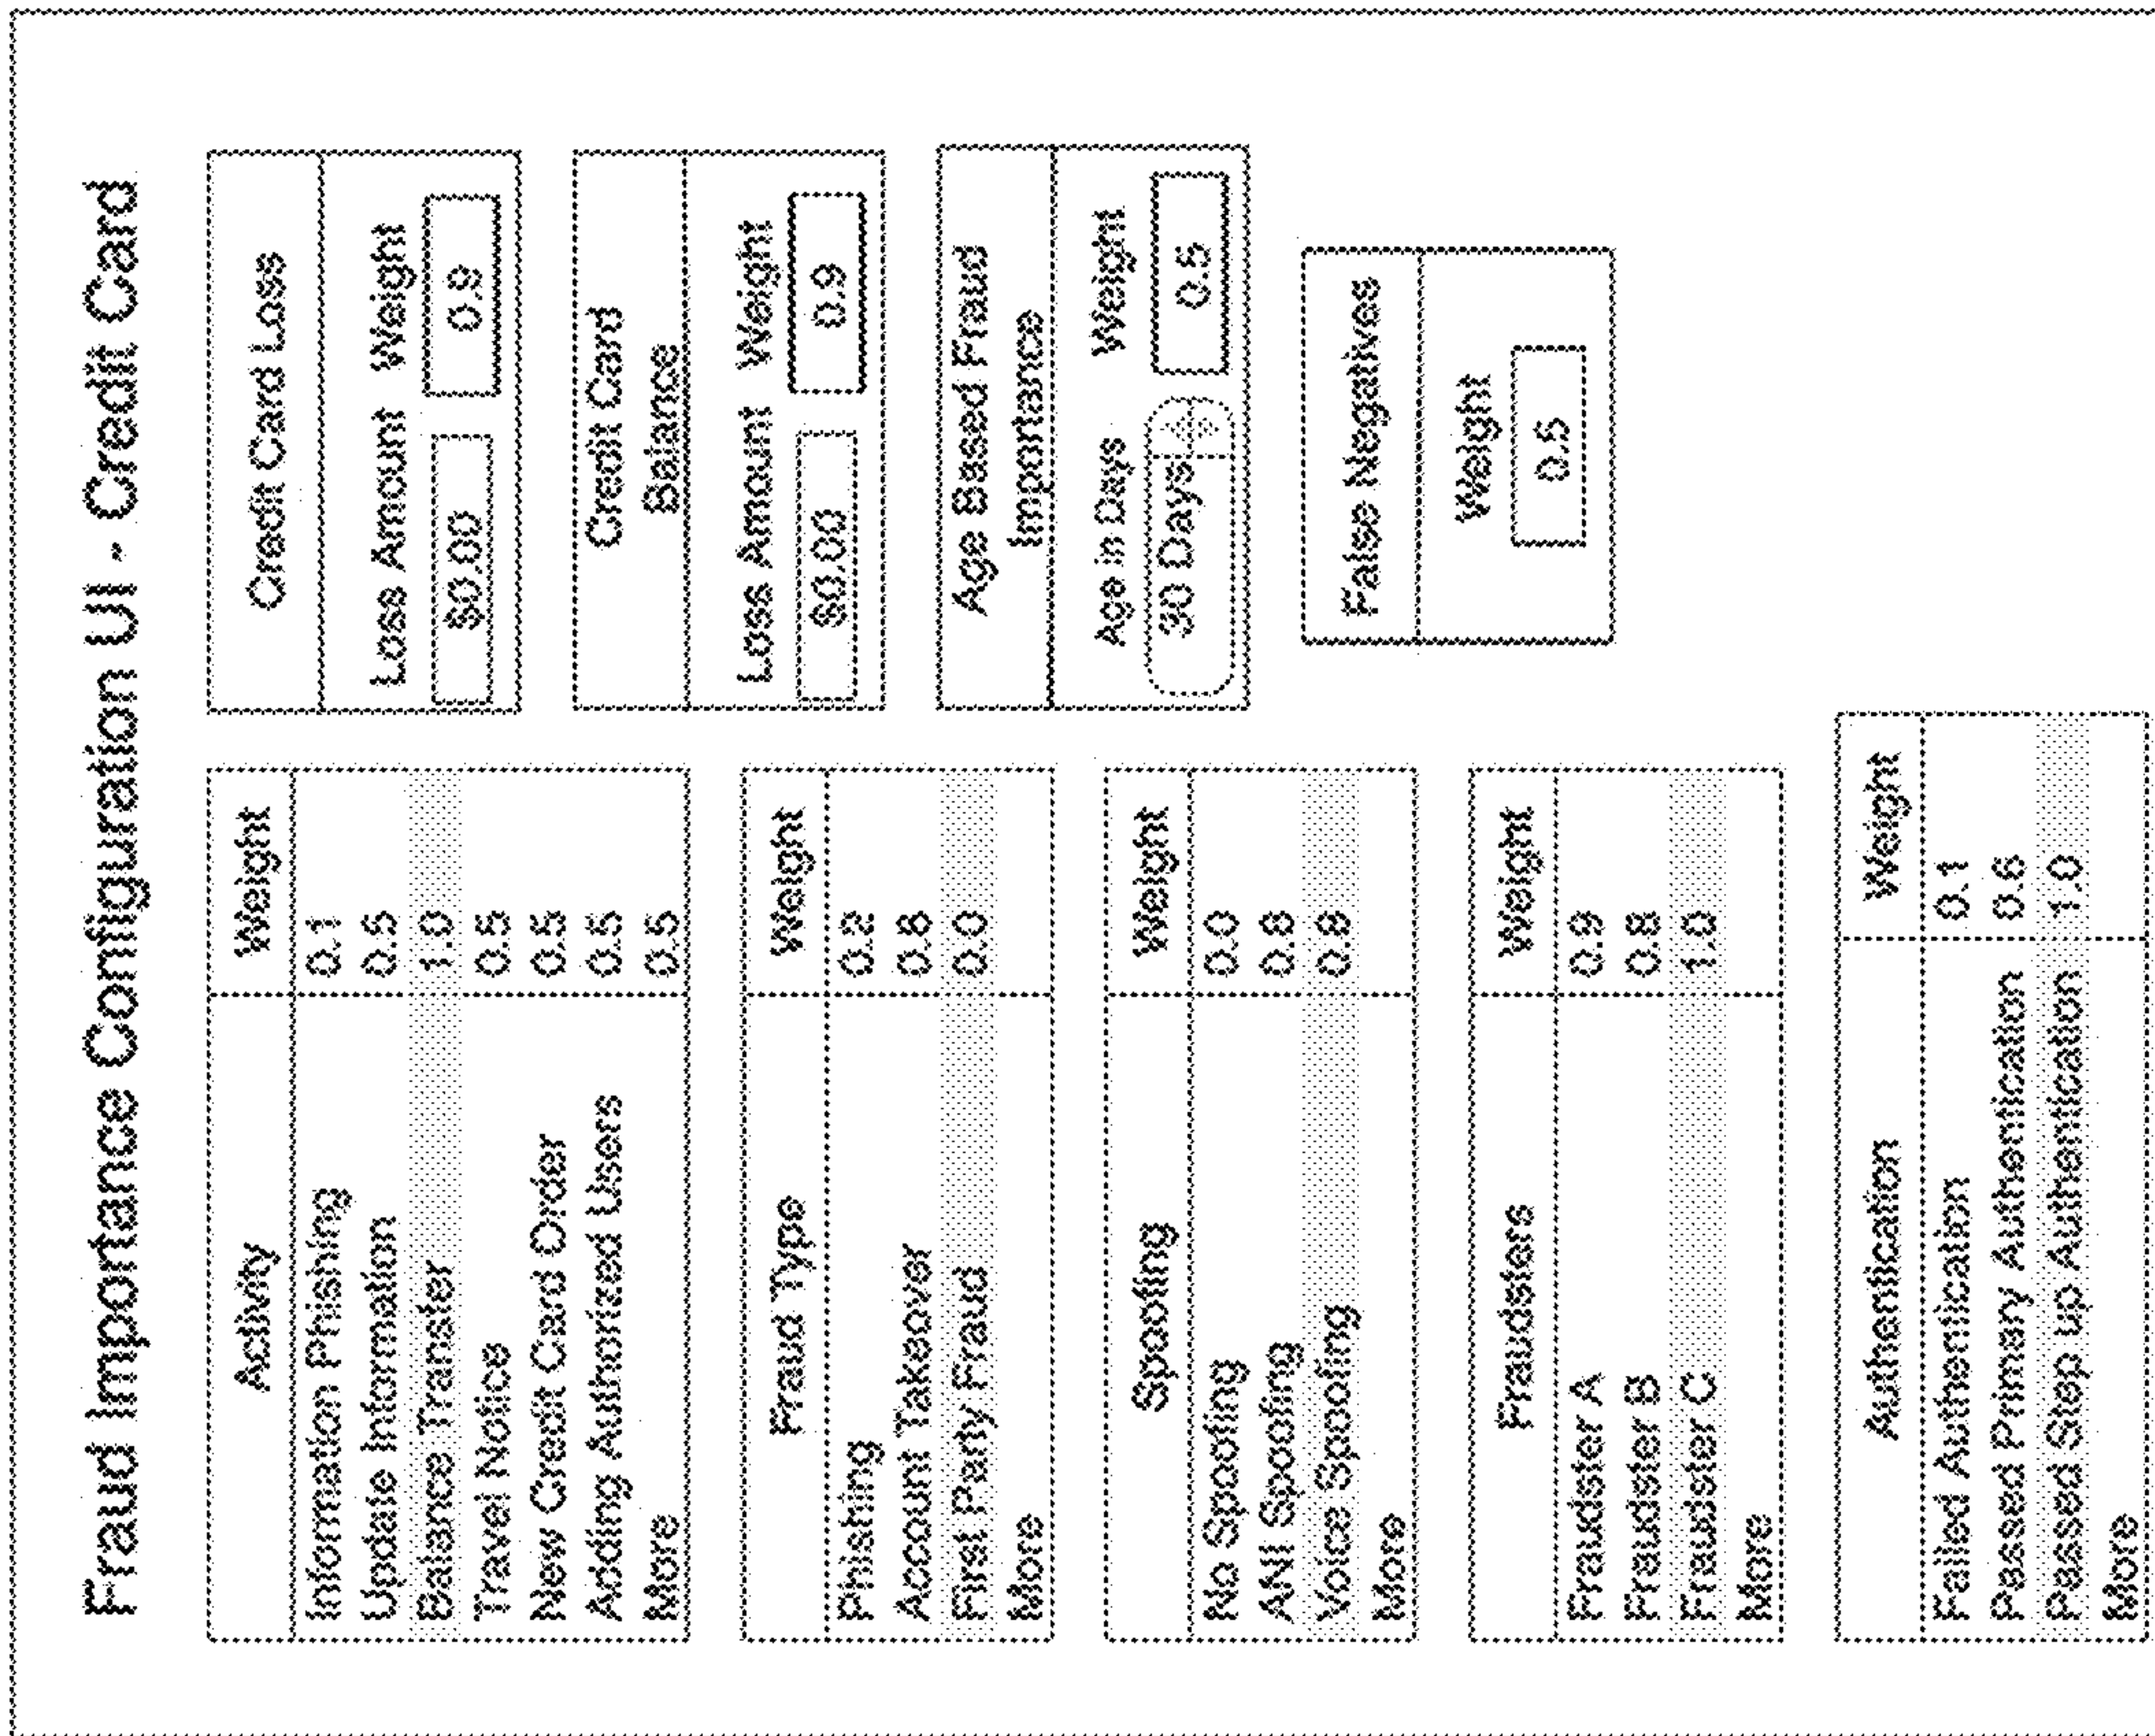 Fraud Importance Configuration UI - Credit Card
Activity Weight
Information Phishing 0.1
Update Information 0.5
Balance Transfer 1.0
Travel Notice 0.5
New Credit Card Order 0.5
Adding Authorized Users 0.5
More 0.5
Fraud Type Weight
Phishing 0.2
Account Takeover 0.8
First Party Fraud 0.0
More
Spoofing Weight
No Spoofing 0.0
ANI Spoofing 0.8
Voice Spoofing 0.8
More
Fraudsters Weight
Fraudster A 0.9
Fraudster B 0.8
Fraudster C 1.0
More
Authentication Weight
Failed Authentication 0.1
Passed Primary Authentication 0.6
Passed Step up Authentication 1.0
More
Credit Card Loss
Loss Amount Weight
$0.00 0.9
Credit Card
Balance
Loss Amount Weight
$0.00 0.9
Age Based Fraud
Importance
Age in Days Weight
30 Days 0.5
False Negatives
Weight
0.5